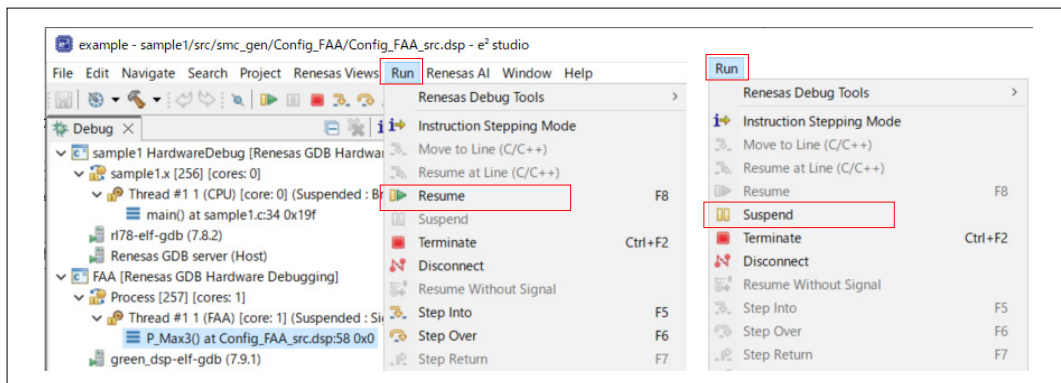 example - sample1/src/smc_gen/Config_FAA/Config_FAA_src.dsp - e² studio
File Edit Navigate Search Project Renesas Views Run Renesas AI Window Help
Debug
sample1 HardwareDebug [Renesas GDB Hardwar
sample1.x [256] [cores: 0]
Thread #1 1 (CPU) [core: 0] (Suspended : Br
main() at sample1.c:34 0x19f
rl78-elf-gdb (7.8.2)
Renesas GDB server (Host)
FAA [Renesas GDB Hardware Debugging]
Process [257] [cores: 1]
Thread #1 1 (FAA) [core: 1] (Suspended : Si
P_Max3() at Config_FAA_src.dsp:58 0x0
green_dsp-elf-gdb (7.9.1)
Renesas Debug Tools >
Instruction Stepping Mode
Move to Line (C/C++)
Resume at Line (C/C++)
Resume F8
Suspend
Terminate Ctrl+F2
Disconnect
Resume Without Signal
Step Into F5
Step Over F6
Step Return F7
Run
Renesas Debug Tools >
Instruction Stepping Mode
Move to Line (C/C++)
Resume at Line (C/C++)
Resume F8
Suspend
Terminate Ctrl+F2
Disconnect
Resume Without Signal
Step Into F5
Step Over F6
Step Return F7